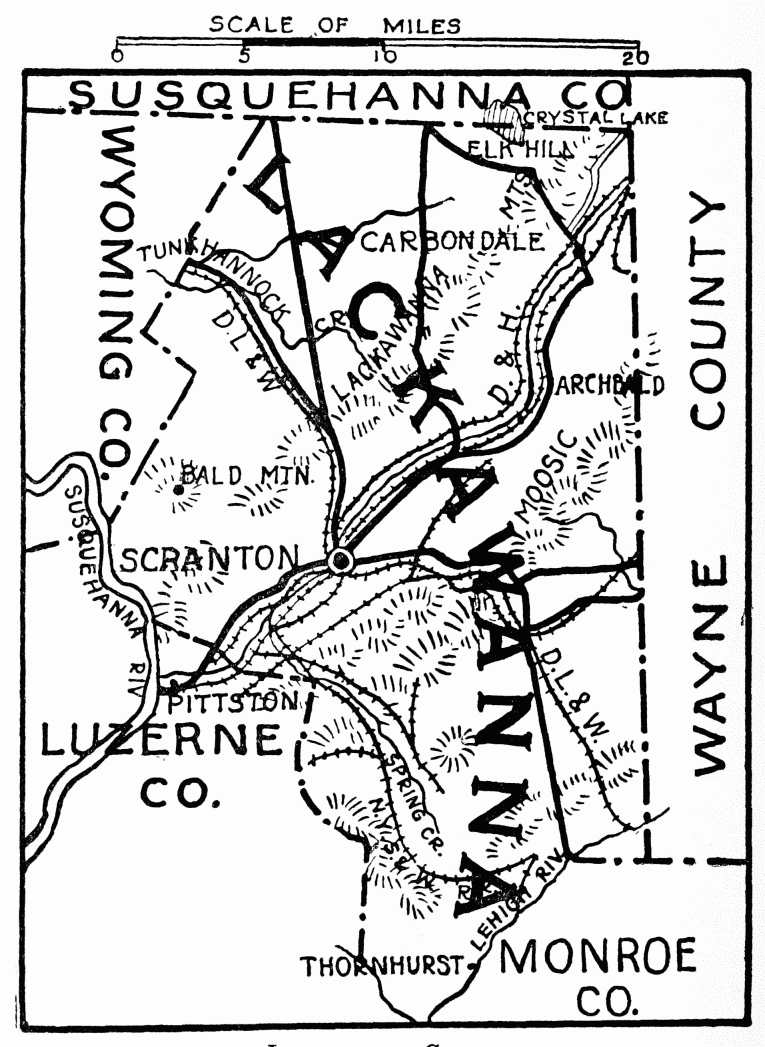 SCALE OF MILES
0 5 10 20
SUSQUEHANNA CO
CRYSTAL LAKE
ELK HILL
WYOMING CO.
LACKAWANNA
MTS
CARBONDALE
TUNKHANNOCK CR.
D. L & W
LACKAWANNA
D. & H.
ARCHBALD
WAYNE COUNTY
BALD MTN.
MOOSIC
SUSQUEHANNA RIV
SCRANTON
PITTSTON
D. L. & W
LUZERNE CO.
SPRING CR.
N.Y. S & W R.R.
LEHIGH RIV
THORNHURST
MONROE CO.